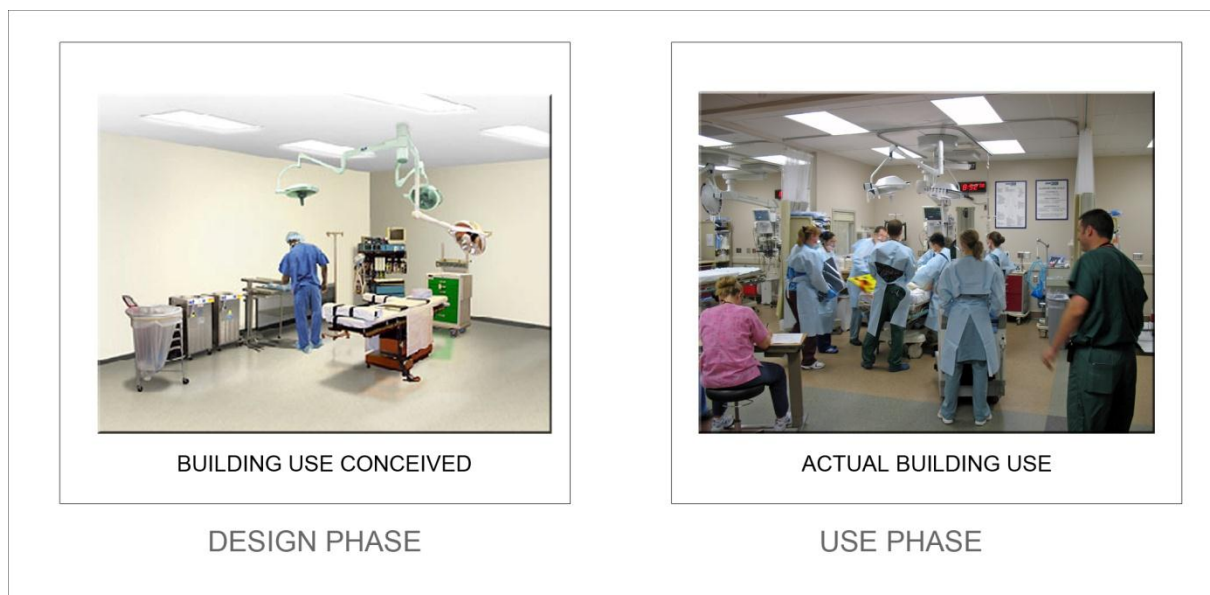 BUILDING USE CONCEIVED
ACTUAL BUILDING USE
DESIGN PHASE
USE PHASE